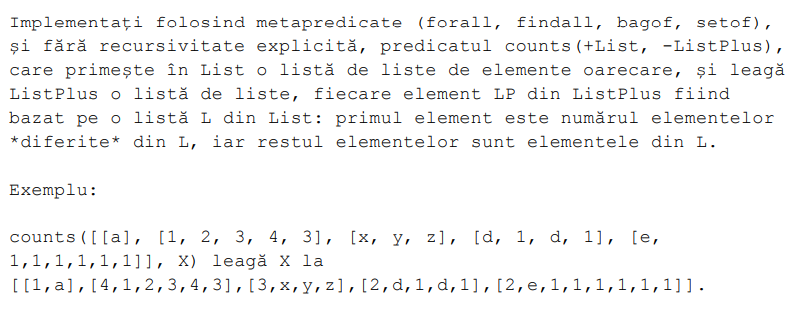 Implementați folosind metapredicate (forall, findall, bagof, setof),
și fără recursivitate explicită, predicatul counts(+List, -ListPlus),
care primește în List o listă de liste de elemente oarecare, și leagă
ListPlus o listă de liste, fiecare element LP din ListPlus fiind
bazat pe o listă L din List: primul element este numărul elementelor
*diferite* din L, iar restul elementelor sunt elementele din L.
Exemplu:
counts([[a], [1, 2, 3, 4, 3], [x, y, z], [d, 1, d, 1], [e,
1,1,1,1,1,1]], X) leagă X la
[[1,a],[4,1,2,3,4,3],[3,x,y,z],[2,d,1,d,1],[2,e,1,1,1,1,1,1]].